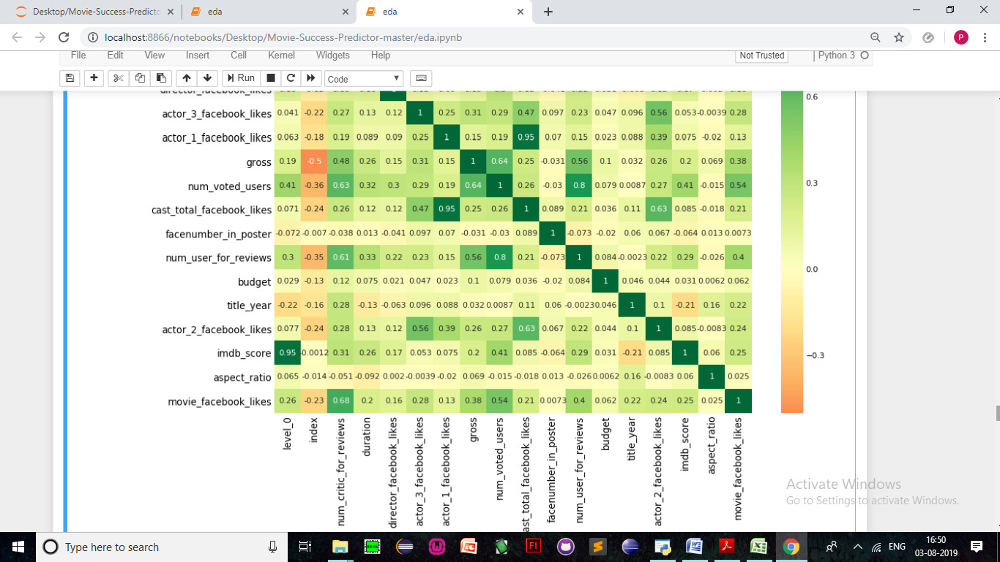 Desktop/Movie-Success-Predicto
eda
eda
localhost:8866/notebooks/Desktop/Movie-Success-Predictor-master/eda.ipynb
P
File Edit View Insert Cell Kernel Widgets Help Not Trusted | Python 3
Run Code
director_facebook_likes
actor_3_facebook_likes 0.041 -0.22 0.27 0.13 0.12 1 0.25 0.31 0.29 0.47 0.097 0.23 0.047 0.096 0.56 0.053 -0.0039 0.28
actor_1_facebook_likes 0.063 -0.18 0.19 0.089 0.09 0.25 1 0.15 0.19 0.95 0.07 0.15 0.023 0.088 0.39 0.075 -0.02 0.13
gross 0.19 -0.5 0.48 0.26 0.15 0.31 0.15 1 0.64 0.25 -0.031 0.56 0.1 0.032 0.26 0.2 0.069 0.38
num_voted_users 0.41 -0.36 0.63 0.32 0.3 0.29 0.19 0.64 1 0.26 -0.03 0.8 0.079 0.0087 0.27 0.41 -0.015 0.54
cast_total_facebook_likes 0.071 -0.24 0.26 0.12 0.12 0.47 0.95 0.25 0.26 1 0.089 0.21 0.036 0.11 0.63 0.085 -0.018 0.21
facenumber_in_poster -0.072 -0.007 -0.038 0.013 -0.041 0.097 0.07 -0.031 -0.03 0.089 1 -0.073 -0.02 0.06 0.067 -0.064 0.013 0.0073
num_user_for_reviews 0.3 -0.35 0.61 0.33 0.22 0.23 0.15 0.56 0.8 0.21 -0.073 1 0.084 -0.0023 0.22 0.29 -0.026 0.4
budget 0.029 -0.13 0.12 0.075 0.021 0.047 0.023 0.1 0.079 0.036 -0.02 0.084 1 0.046 0.044 0.031 0.0062 0.062
title_year -0.22 -0.16 0.28 -0.13 -0.063 0.096 0.088 0.032 0.0087 0.11 0.06 -0.0023 0.046 1 0.1 -0.21 0.16 0.22
actor_2_facebook_likes 0.077 -0.24 0.28 0.13 0.12 0.56 0.39 0.26 0.27 0.63 0.067 0.22 0.044 0.1 1 0.085 -0.0083 0.24
imdb_score 0.95 -0.0012 0.31 0.26 0.17 0.053 0.075 0.2 0.41 0.085 -0.064 0.29 0.031 -0.21 0.085 1 0.06 0.25
aspect_ratio 0.065 -0.014 -0.051 -0.092 0.002 -0.0039 -0.02 0.069 -0.015 -0.018 0.013 -0.026 0.0062 0.16 -0.0083 0.06 1 0.025
movie_facebook_likes 0.26 -0.23 0.68 0.2 0.16 0.28 0.13 0.38 0.54 0.21 0.0073 0.4 0.062 0.22 0.24 0.25 0.025 1
level_0
index
num_critic_for_reviews
duration
director_facebook_likes
actor_3_facebook_likes
actor_1_facebook_likes
gross
num_voted_users
ast_total_facebook_likes
facenumber_in_poster
num_user_for_reviews
budget
title_year
actor_2_facebook_likes
imdb_score
aspect_ratio
movie_facebook_likes
0.6
0.3
0.0
−0.3
Activate Windows
Go to Settings to activate Windows.
Type here to search
Fl
ENG
16:50
03-08-2019